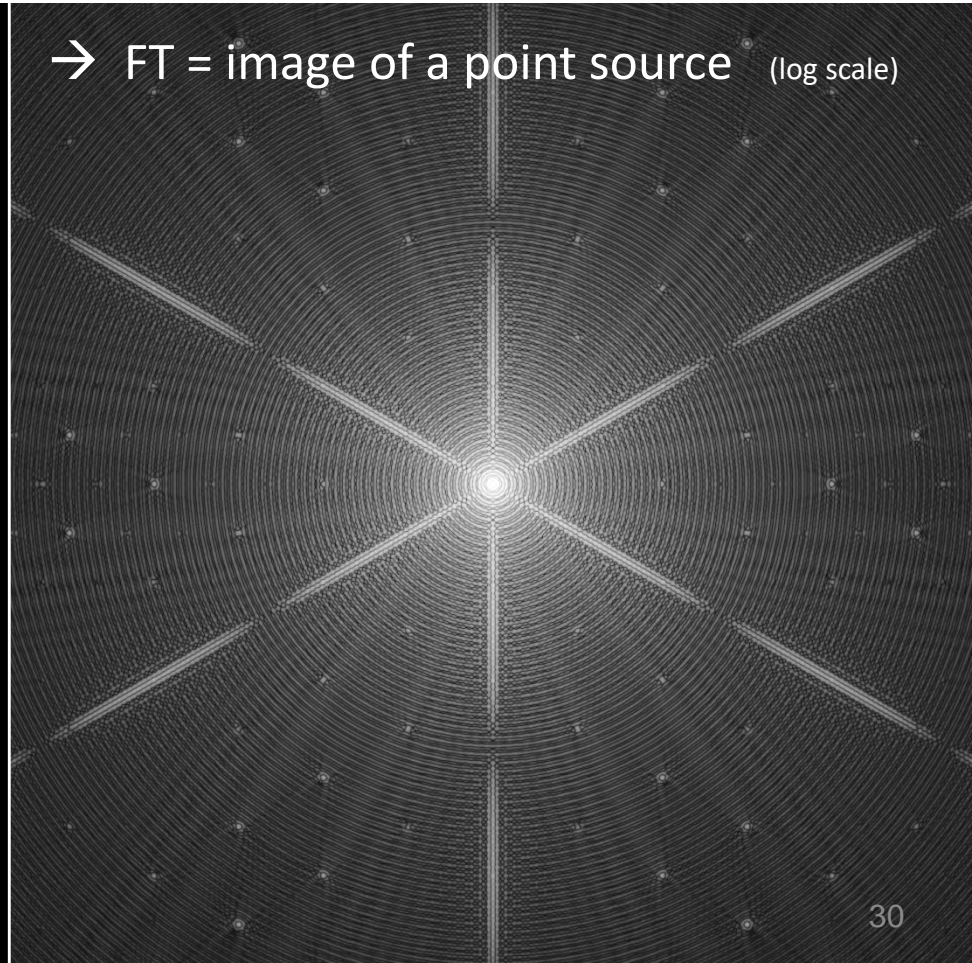 → FT = image of a point source (log scale)
30